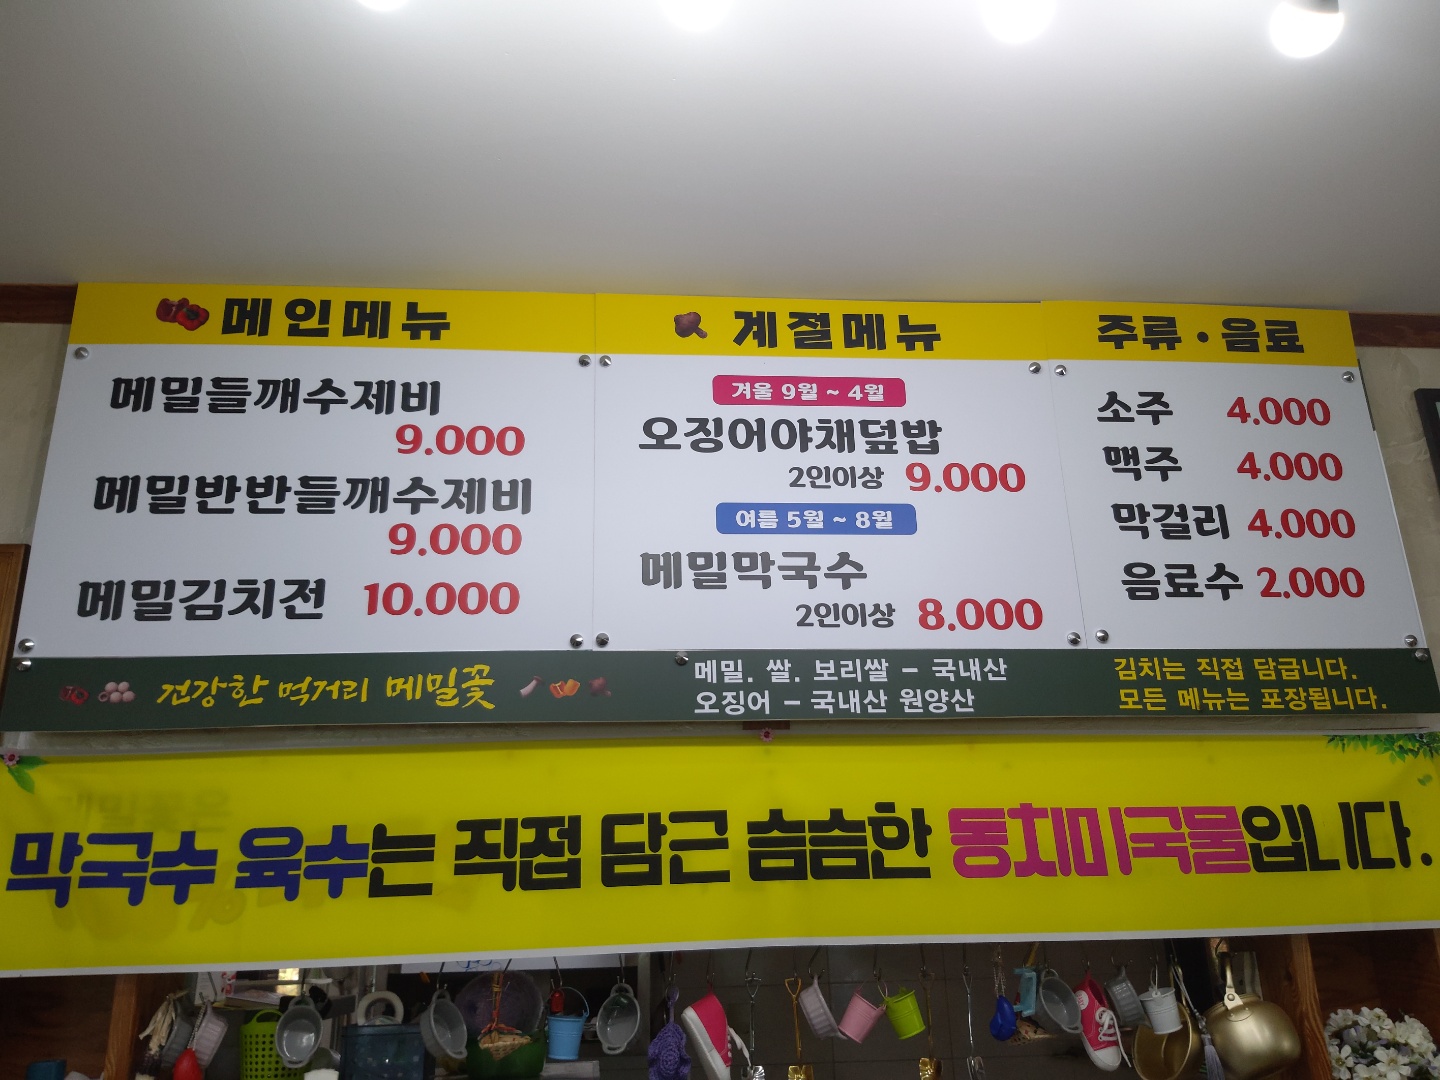 메인메뉴
메밀들깨수제비
9.000
메밀반반들깨수제비
9.000
메밀김치전 10.000
계절메뉴
겨울 9월 ~ 4월
오징어야채덮밥
2인이상 9.000
여름 5월 ~ 8월
메밀막국수
2인이상 8.000
주류·음료
소주 4.000
맥주 4.000
막걸리 4.000
음료수 2.000
건강한 먹거리 메밀꽃
메밀. 쌀. 보리쌀 - 국내산
오징어 - 국내산 원양산
김치는 직접 담급니다.
모든 메뉴는 포장됩니다.
막국수 육수는 직접 담근 슴슴한 동치미국물입니다.